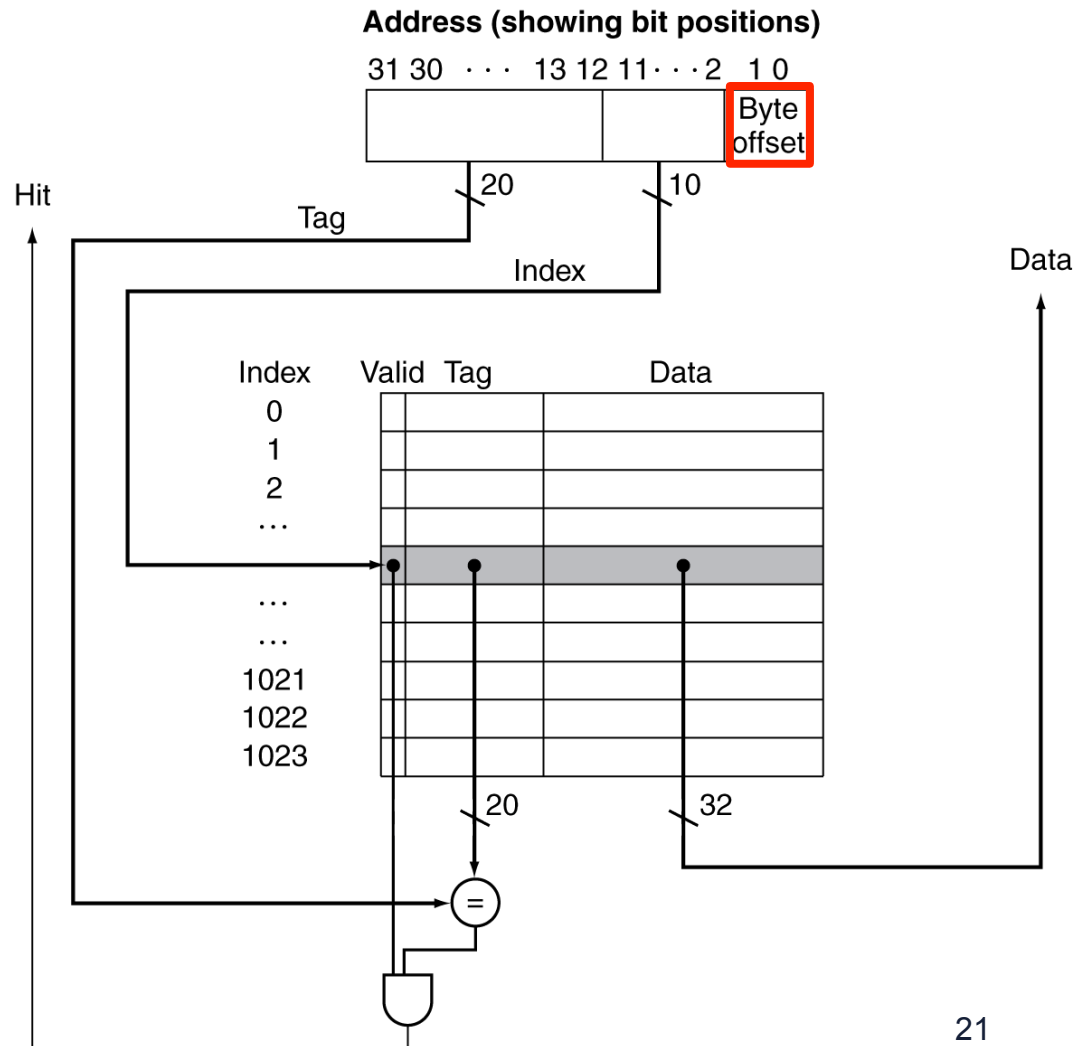 Address (showing bit positions)
31 30 · · · 13 12 11 · · · 2 1 0
Byte
offset
20
10
Hit
Tag
Data
Index
Index Valid Tag Data
0
1
2
...
...
...
1021
1022
1023
20
32
=
21